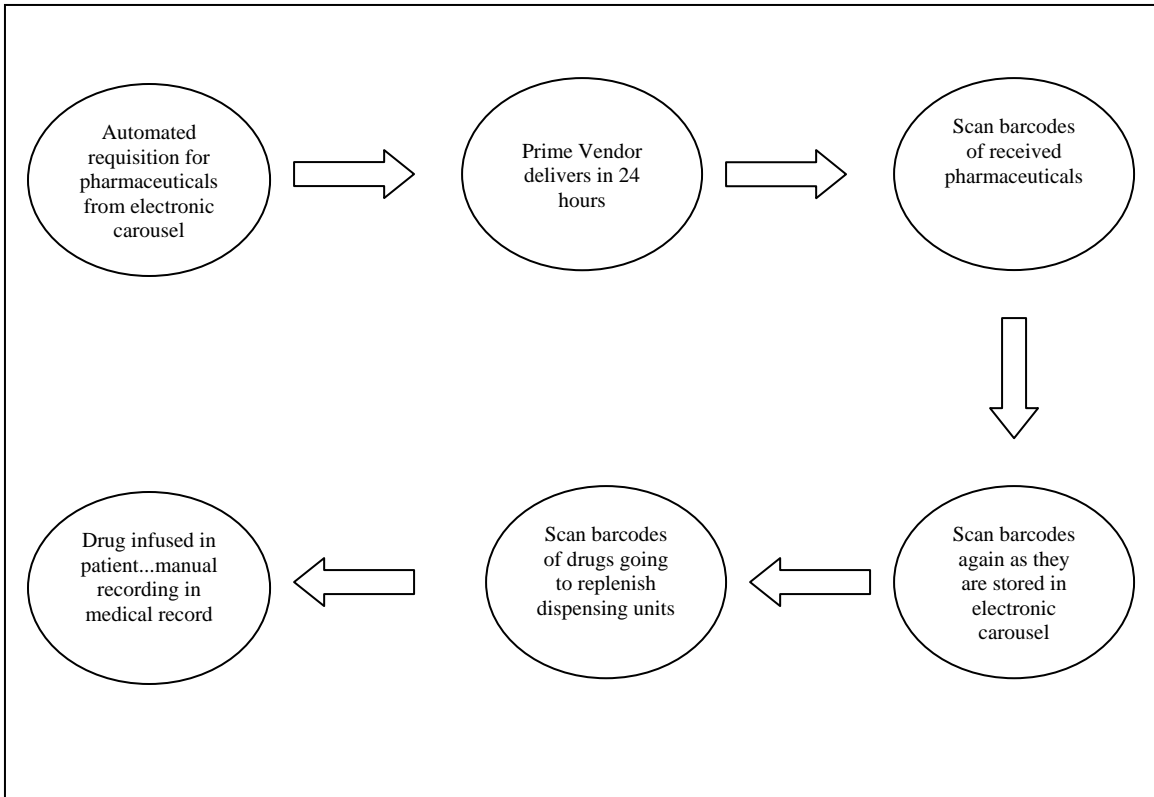 Automated
requisition for
pharmaceuticals
from electronic
carousel
Prime Vendor
delivers in 24
hours
Scan barcodes
of received
pharmaceuticals
Scan barcodes
again as they
are stored in
electronic
carousel
Scan barcodes
of drugs going
to replenish
dispensing units
Drug infused in
patient...manual
recording in
medical record